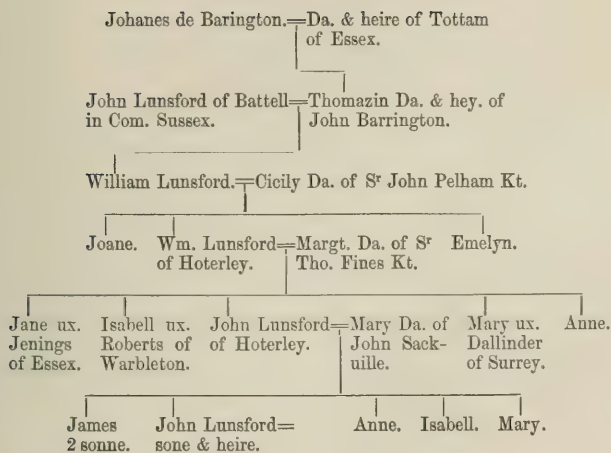 Johanes de Barington.=Da. & heire of Tottam
of Essex.
John Lunsford of Battell=Thomazin Da. & hey. of
in Com. Sussex. John Barrington.
William Lunsford.=Cicily Da. of Sʳ John Pelham Kt.
Joane. Wm. Lunsford=Margt. Da. of Sʳ Emelyn.
of Hoterley. Tho. Fines Kt.
Jane ux. Isabell ux. John Lunsford=Mary Da. of Mary ux. Anne.
Jenings Roberts of of Hoterley. John Sack- Dallinder
of Essex. Warbleton. uille. of Surrey.
James John Lunsford= Anne. Isabell. Mary.
2 sonne. sone & heire.